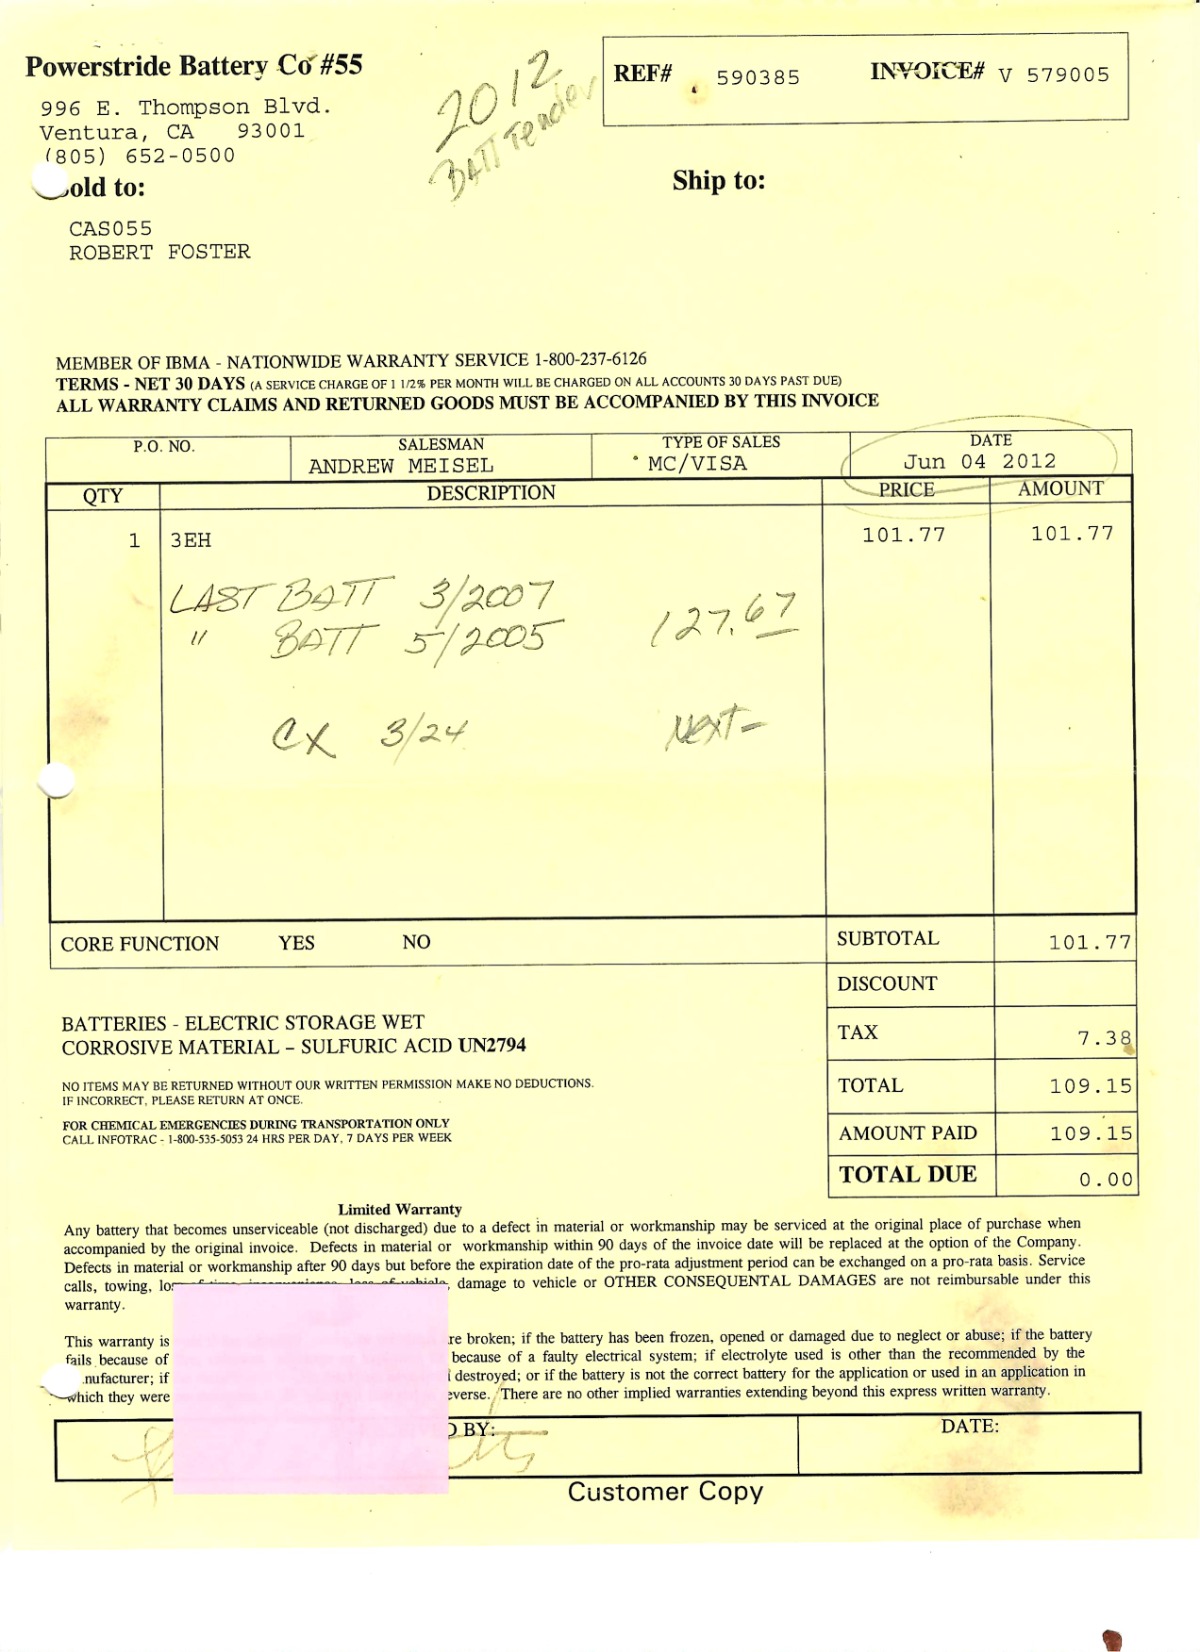 Powerstride Battery Co #55
996 E. Thompson Blvd.
Ventura, CA 93001
(805) 652-0500
2012
BATT Tender
REF# 590385 INVOICE# V 579005
old to:
Ship to:
CAS055
ROBERT FOSTER
MEMBER OF IBMA - NATIONWIDE WARRANTY SERVICE 1-800-237-6126
TERMS - NET 30 DAYS (A SERVICE CHARGE OF 1 1/2% PER MONTH WILL BE CHARGED ON ALL ACCOUNTS 30 DAYS PAST DUE)
ALL WARRANTY CLAIMS AND RETURNED GOODS MUST BE ACCOMPANIED BY THIS INVOICE
P.O. NO. SALESMAN TYPE OF SALES DATE
ANDREW MEISEL MC/VISA Jun 04 2012
QTY DESCRIPTION PRICE AMOUNT
1 3EH 101.77 101.77
LAST BATT 3/2007
" BATT 5/2005 127.67
CX 3/24 Next-
CORE FUNCTION YES NO
SUBTOTAL 101.77
DISCOUNT
TAX 7.38
TOTAL 109.15
AMOUNT PAID 109.15
TOTAL DUE 0.00
BATTERIES - ELECTRIC STORAGE WET
CORROSIVE MATERIAL – SULFURIC ACID UN2794
NO ITEMS MAY BE RETURNED WITHOUT OUR WRITTEN PERMISSION MAKE NO DEDUCTIONS.
IF INCORRECT, PLEASE RETURN AT ONCE.
FOR CHEMICAL EMERGENCIES DURING TRANSPORTATION ONLY
CALL INFOTRAC - 1-800-535-5053 24 HRS PER DAY, 7 DAYS PER WEEK
Limited Warranty
Any battery that becomes unserviceable (not discharged) due to a defect in material or workmanship may be serviced at the original place of purchase when
accompanied by the original invoice. Defects in material or workmanship within 90 days of the invoice date will be replaced at the option of the Company.
Defects in material or workmanship after 90 days but before the expiration date of the pro-rata adjustment period can be exchanged on a pro-rata basis. Service
calls, towing, damage to vehicle or OTHER CONSEQUENTAL DAMAGES are not reimbursable under this
warranty.
This warranty is re broken; if the battery has been frozen, opened or damaged due to neglect or abuse; if the battery
fails because of because of a faulty electrical system; if electrolyte used is other than the recommended by the
nufacturer; if destroyed; or if the battery is not the correct battery for the application or used in an application in
which they were everse. There are no other implied warranties extending beyond this express written warranty.
BY: DATE:
Customer Copy